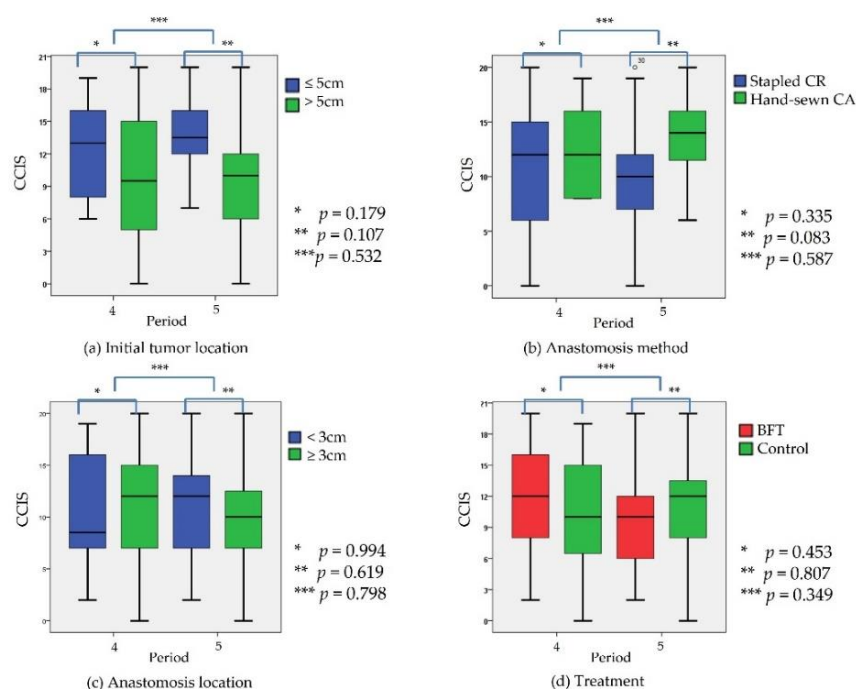 ***
*
**
21
18
15
12
9
6
3
0
CCIS
4
5
Period
≤ 5cm
> 5cm
* p = 0.179
** p = 0.107
***p = 0.532
(a) Initial tumor location
***
*
**
20
15
10
5
0
CCIS
4
5
Period
Stapled CR
Hand-sewn CA
* p = 0.335
** p = 0.083
*** p = 0.587
(b) Anastomosis method
***
*
**
20
15
10
5
0
CCIS
4
5
Period
< 3cm
≥ 3cm
* p = 0.994
** p = 0.619
*** p = 0.798
(c) Anastomosis location
***
*
**
21
18
15
12
9
6
3
0
CCIS
4
5
Period
BFT
Control
* p = 0.453
** p = 0.807
*** p = 0.349
(d) Treatment